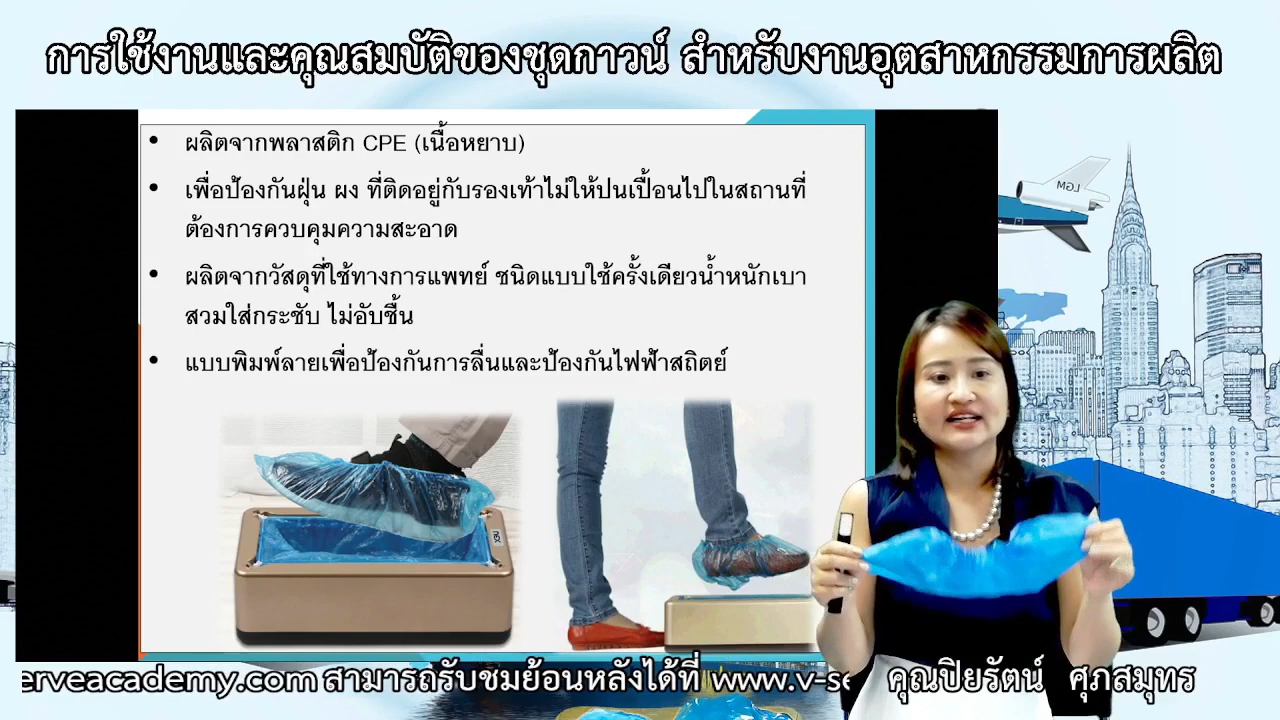 การใช้งานและคุณสมบัติของชุดกาวน์ สำหรับงานอุตสาหกรรมการผลิต
• ผลิตจากพลาสติก CPE (เนื้อหยาบ)
• เพื่อป้องกันฝุ่น ผง ที่ติดอยู่กับรองเท้าไม่ให้ปนเปื้อนไปในสถานที่
ต้องการควบคุมความสะอาด
• ผลิตจากวัสดุที่ใช้ทางการแพทย์ ชนิดแบบใช้ครั้งเดียวน้ำหนักเบา
สวมใส่กระชับ ไม่อับชื้น
• แบบพิมพ์ลายเพื่อป้องกันการลื่นและป้องกันไฟฟ้าสถิตย์
LGM
nex
erveacademy.com สามารถรับชมย้อนหลังได้ที่ www.v-se
คุณปิยรัตน์ ศุภสมุทร